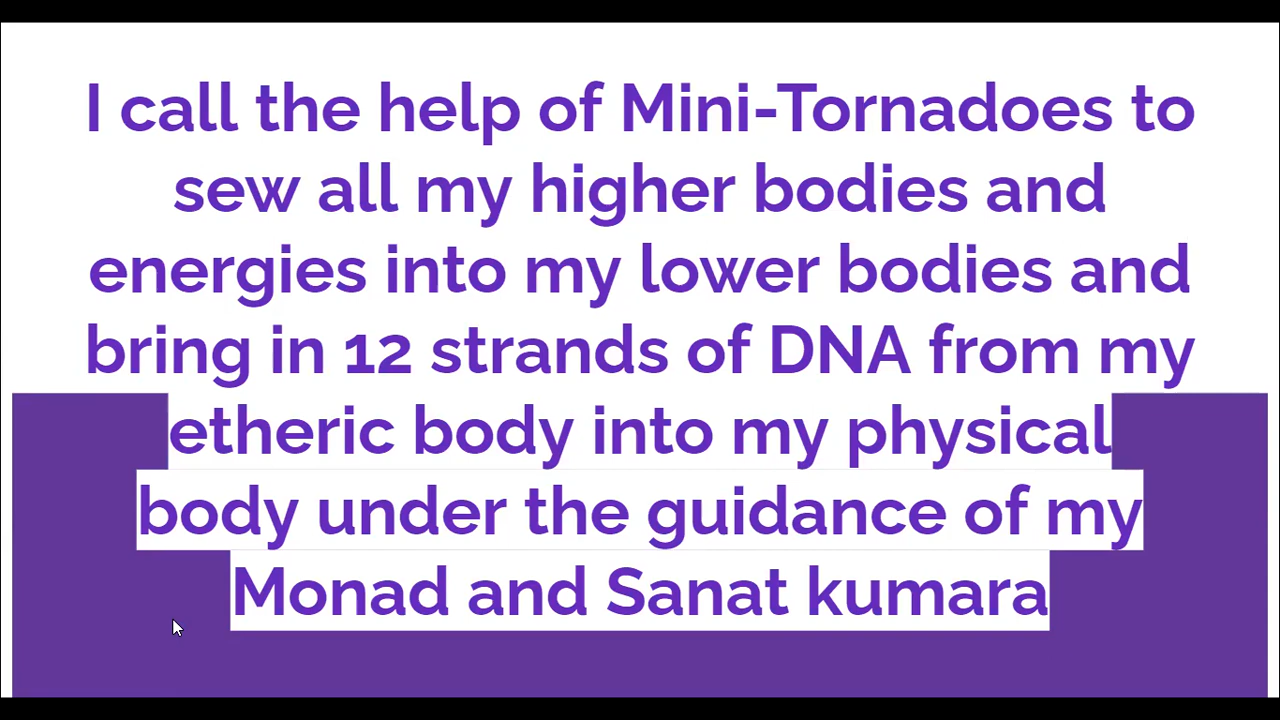 I call the help of Mini-Tornadoes to
sew all my higher bodies and
energies into my lower bodies and
bring in 12 strands of DNA from my
etheric body into my physical
body under the guidance of my
Monad and Sanat kumara